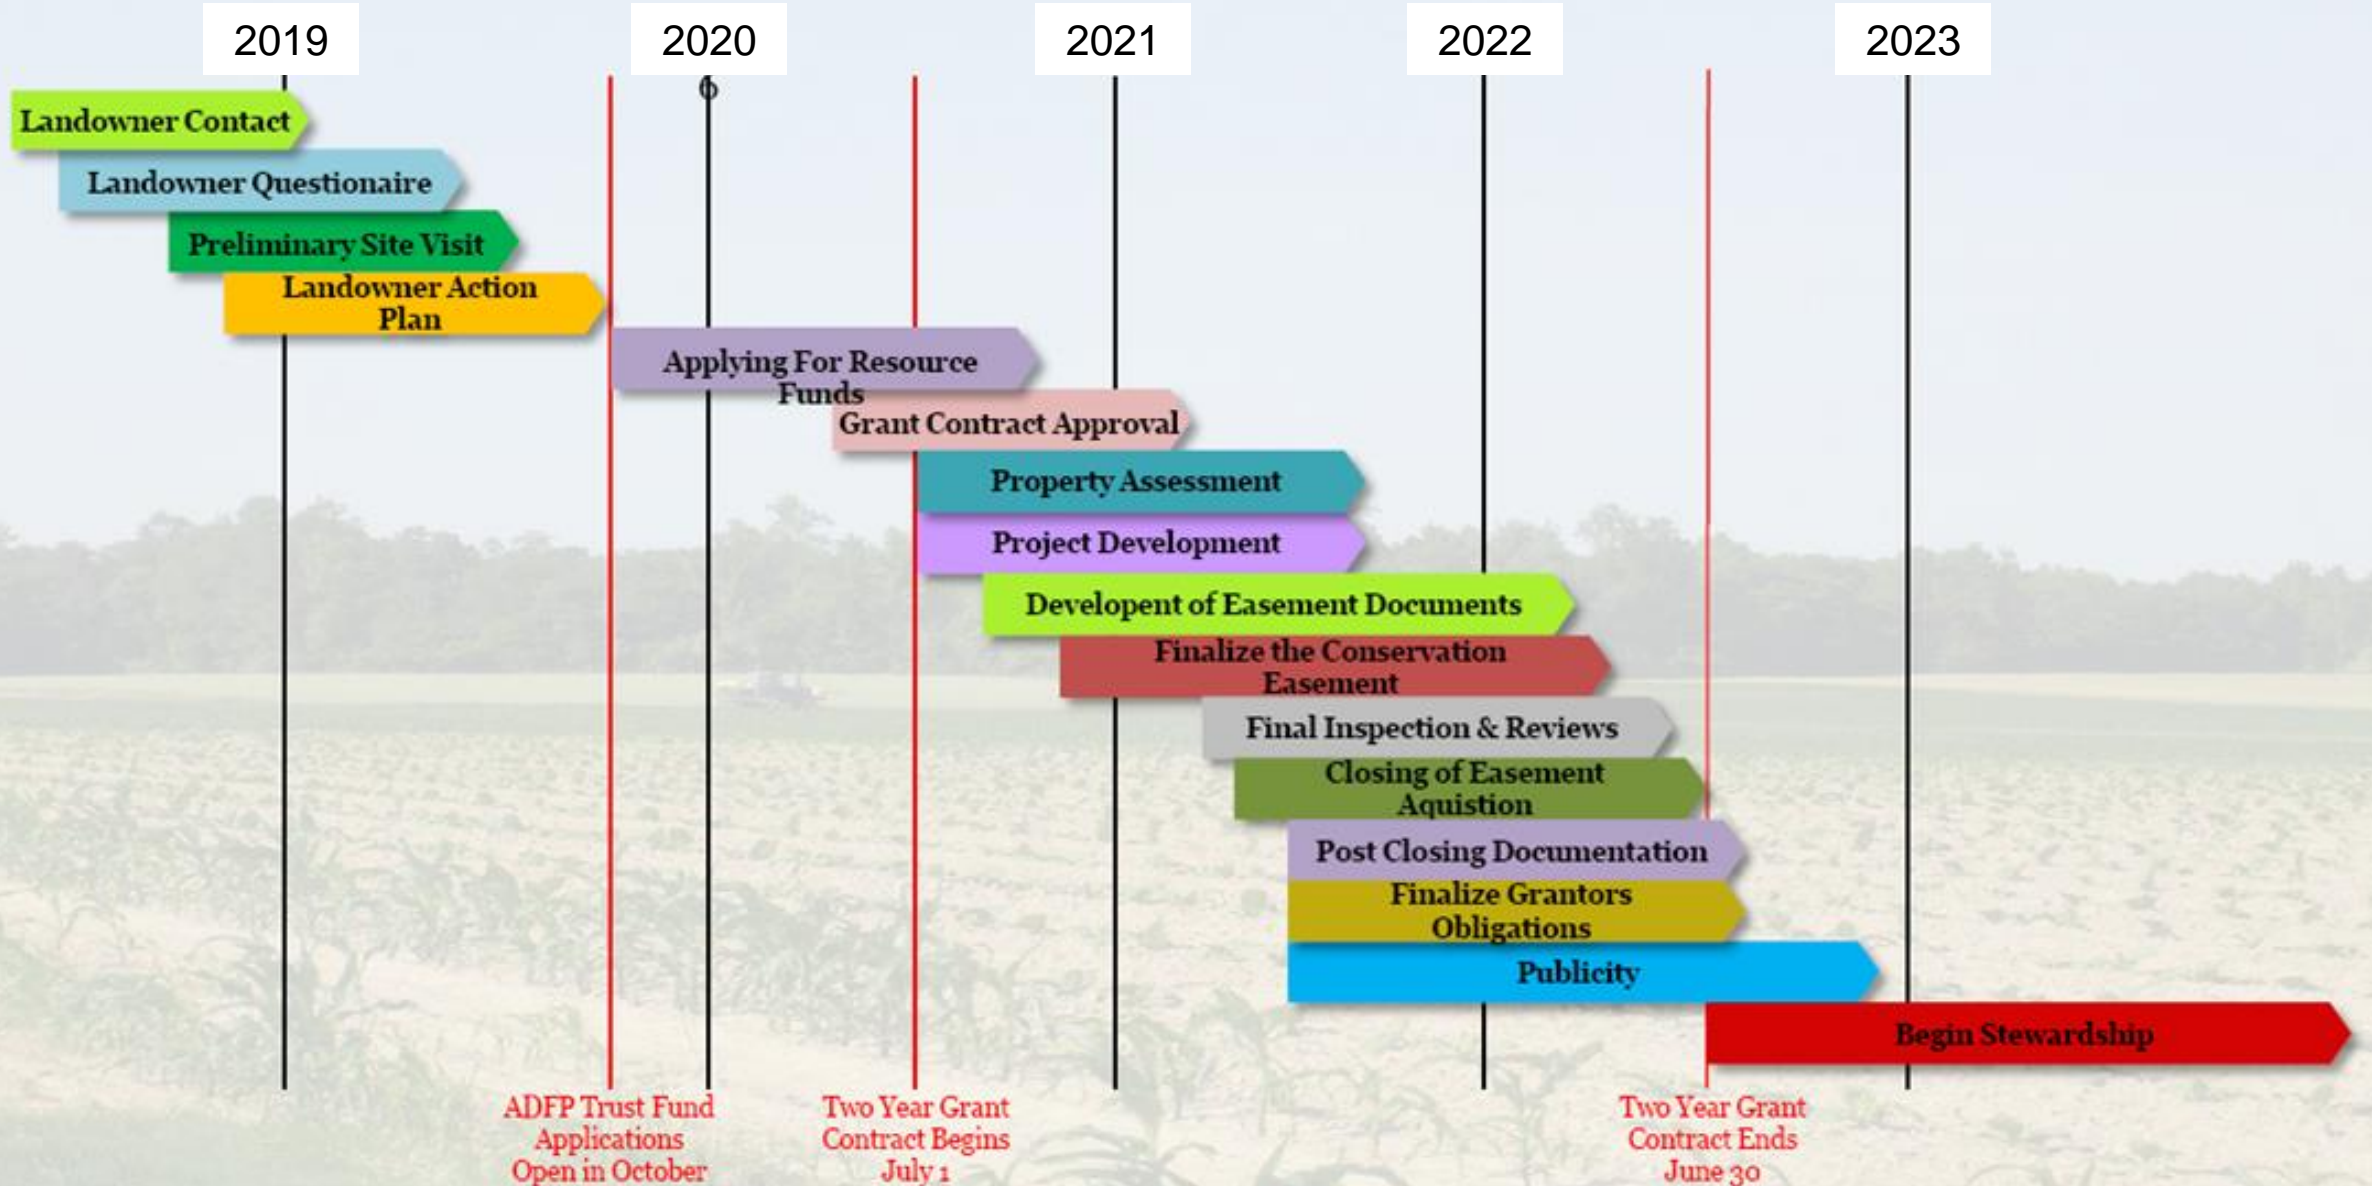 2019
2020
2021
2022
2023
6
Landowner Contact
Landowner Questionaire
Preliminary Site Visit
Landowner Action
Plan
Applying For Resource
Funds
Grant Contract Approval
Property Assessment
Project Development
Developent of Easement Documents
Finalize the Conservation
Easement
Final Inspection & Reviews
Closing of Easement
Aquistion
Post Closing Documentation
Finalize Grantors
Obligations
Publicity
Begin Stewardship
ADFP Trust Fund
Applications
Open in October
Two Year Grant
Contract Begins
July 1
Two Year Grant
Contract Ends
June 30